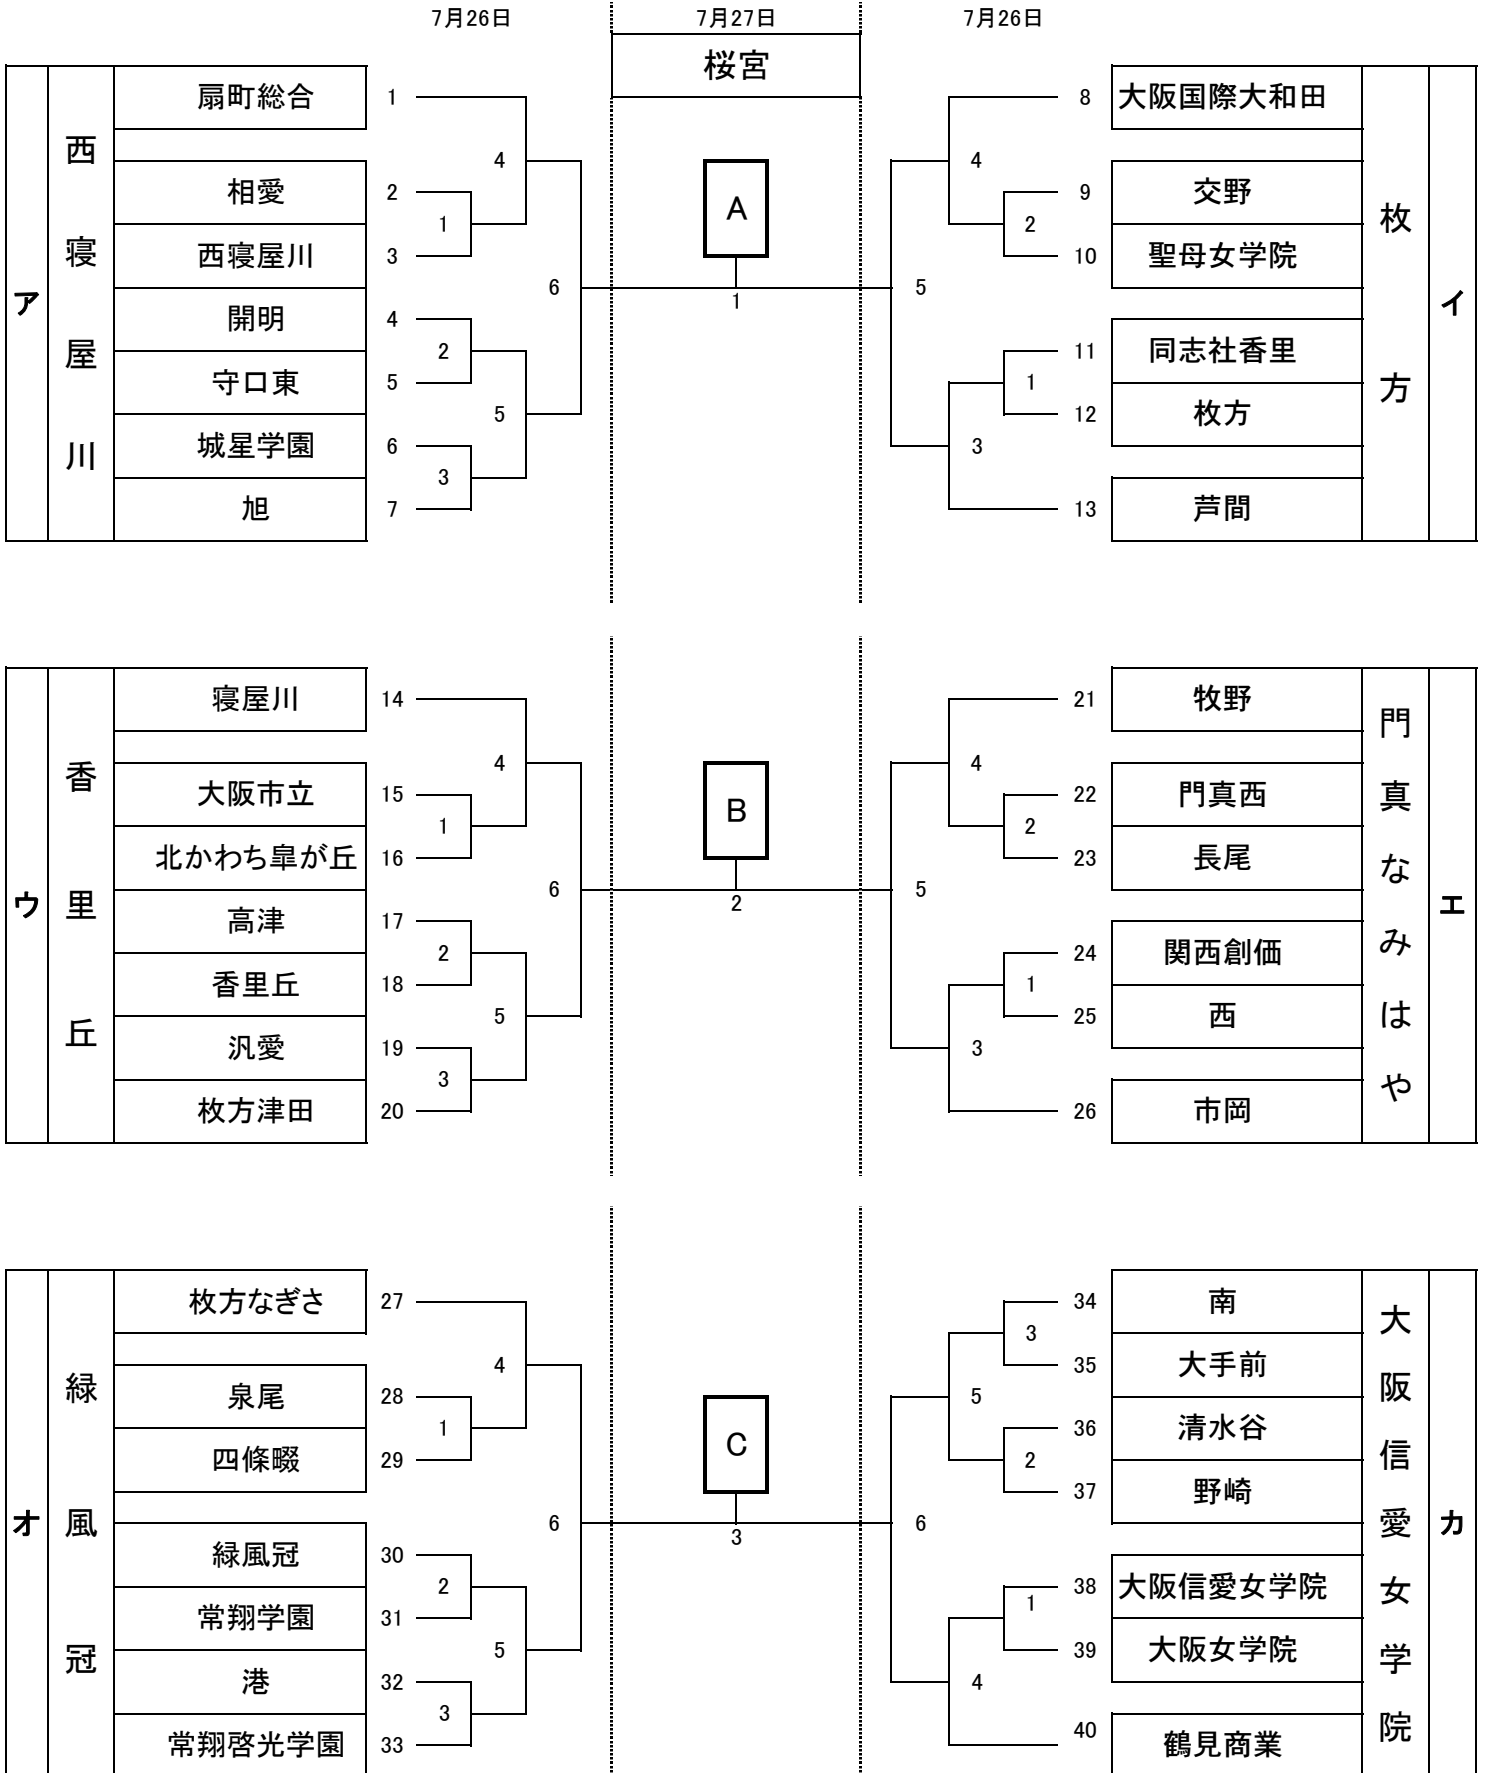 7月26日 7月27日 7月26日
桜宮
ア 西寝屋川
扇町総合 1
相愛 2
西寝屋川 3
開明 4
守口東 5
城星学園 6
旭 7
4
1
6
2
5
3
A
1
8 大阪国際大和田
9 交野
10 聖母女学院
11 同志社香里
12 枚方
13 芦間
4
2
5
1
3
枚方 イ
ウ 香里丘
寝屋川 14
大阪市立 15
北かわち皐が丘 16
高津 17
香里丘 18
汎愛 19
枚方津田 20
4
1
6
2
5
3
B
2
21 牧野
22 門真西
23 長尾
24 関西創価
25 西
26 市岡
4
2
5
1
3
門真なみはや エ
オ 緑風冠
枚方なぎさ 27
泉尾 28
四條畷 29
緑風冠 30
常翔学園 31
港 32
常翔啓光学園 33
4
1
6
2
5
3
C
3
34 南
35 大手前
36 清水谷
37 野崎
38 大阪信愛女学院
39 大阪女学院
40 鶴見商業
3
5
2
6
1
4
大阪信愛女学院 カ